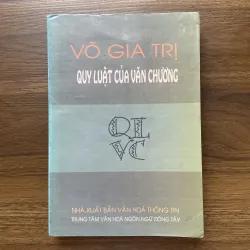 VÕ GIA TRỊ
QUY LUẬT CỦA VĂN CHƯƠNG
QL
VC
NHÀ XUẤT BẢN VĂN HOÁ THÔNG TIN
TRUNG TÂM VĂN HOÁ NGÔN NGỮ ĐÔNG TÂY